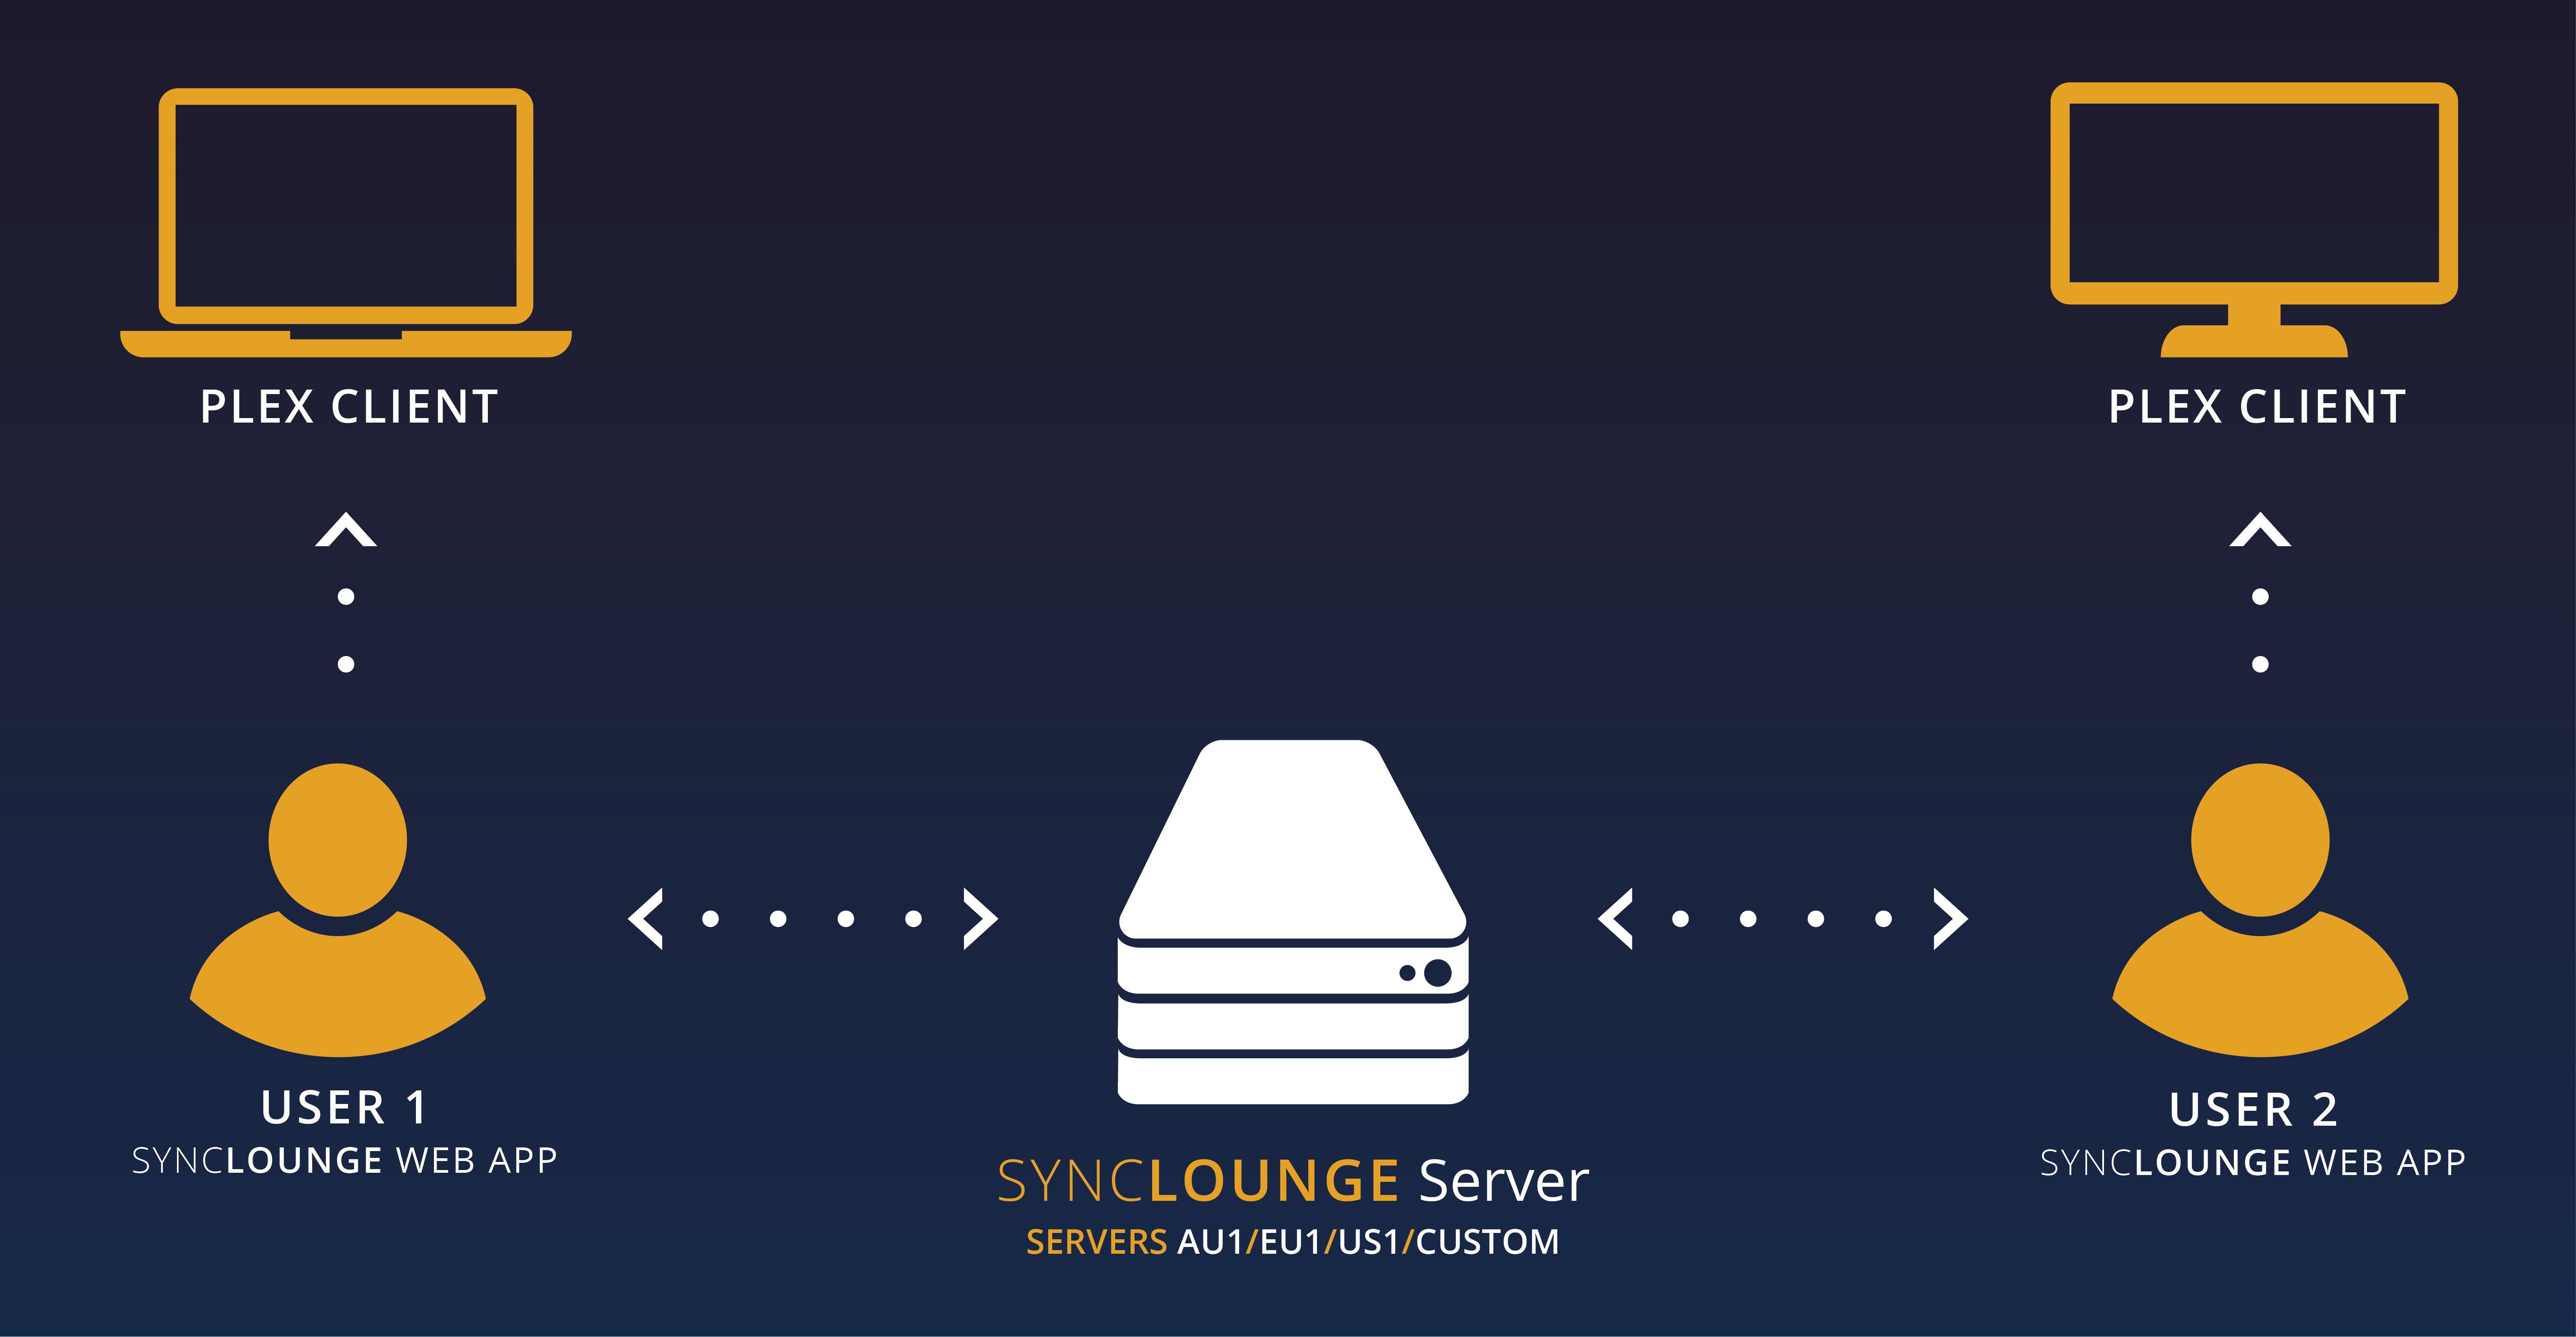 PLEX CLIENT
PLEX CLIENT
USER 1
SYNCLOUNGE WEB APP
SYNCLOUNGE Server
SERVERS AU1/EU1/US1/CUSTOM
USER 2
SYNCLOUNGE WEB APP